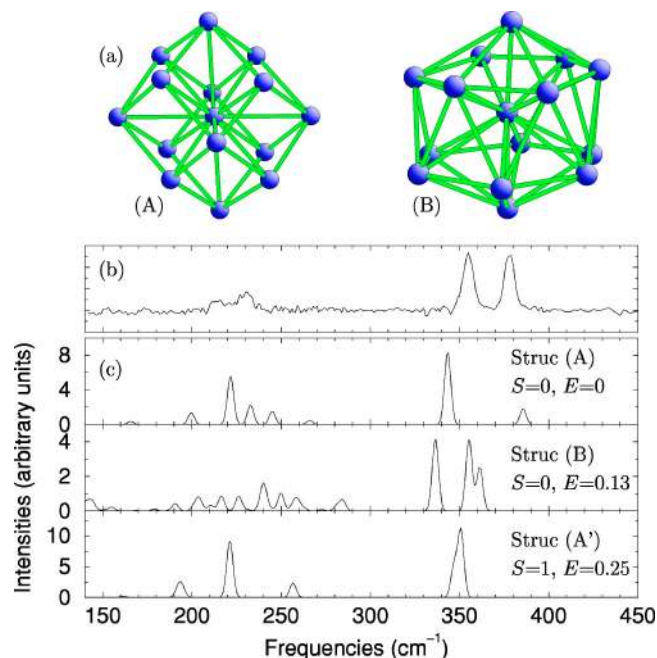 (a)
(A)
(B)
(b)
(c)
8
4
0
Struc (A)
S=0, E=0
4
2
0
Struc (B)
S=0, E=0.13
10
5
0
Struc (A')
S=1, E=0.25
Intensities (arbitrary units)
150 200 250 300 350 400 450
Frequencies (cm⁻¹)